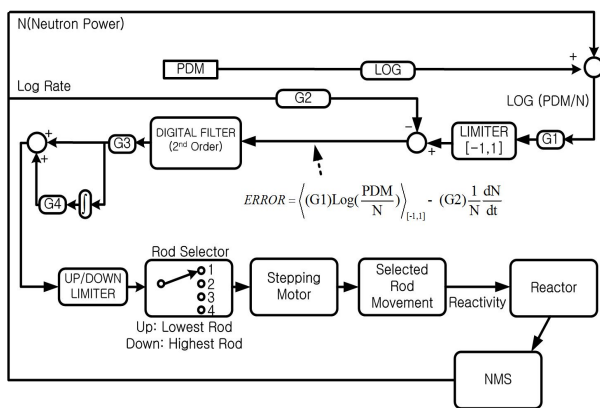 N(Neutron Power)
+
PDM
LOG
Log Rate
LOG (PDM/N)
G2
−
+
+
G3
DIGITAL FILTER
(2nd Order)
+
LIMITER
[-1,1]
G1
G4
∫
ERROR = ⟨(G1)Log(PDM/N)⟩[-1,1] - (G2) 1/N dN/dt
Rod Selector
UP/DOWN
LIMITER
1
2
3
4
Stepping
Motor
Selected
Rod
Movement
Reactivity
Reactor
Up: Lowest Rod
Down: Highest Rod
NMS